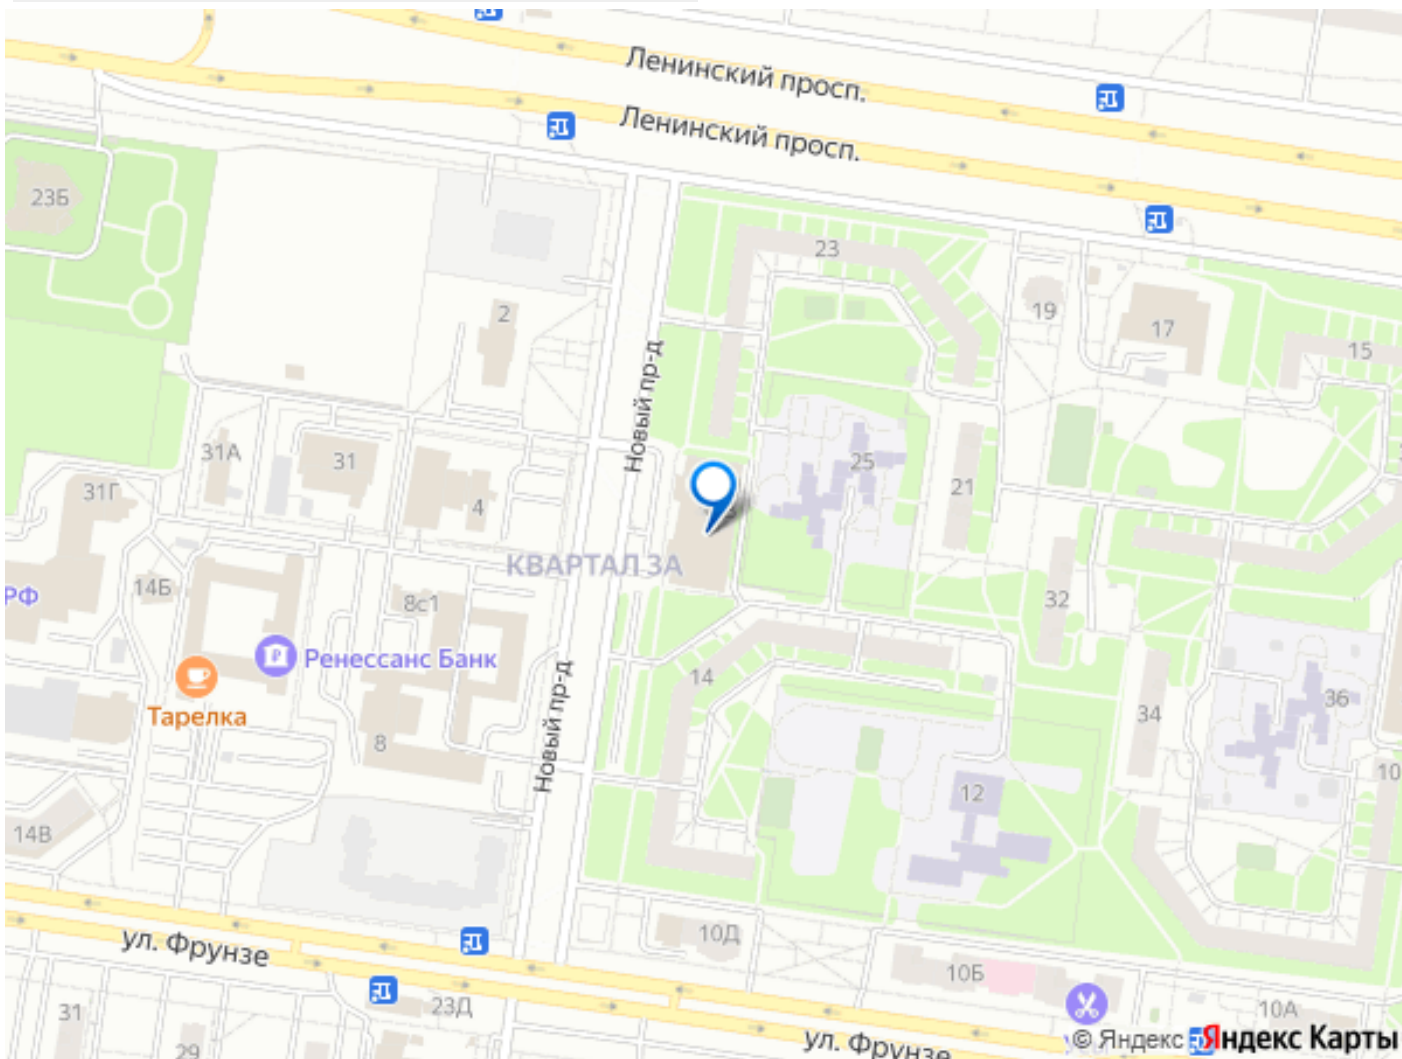 Ленинский просп.
Ленинский просп.
23Б
23
2
19
17
15
Новый пр-д
31А
31
25
31Г
4
21
КВАРТАЛ 3А
14Б
8с1
32
РФ
Ренессанс Банк
14
Тарелка
8
Новый пр-д
34
36
12
10
14В
ул. Фрунзе
10Д
10Б
23Д
10А
31
29
ул. Фрунзе
© Яндекс
Яндекс Карты